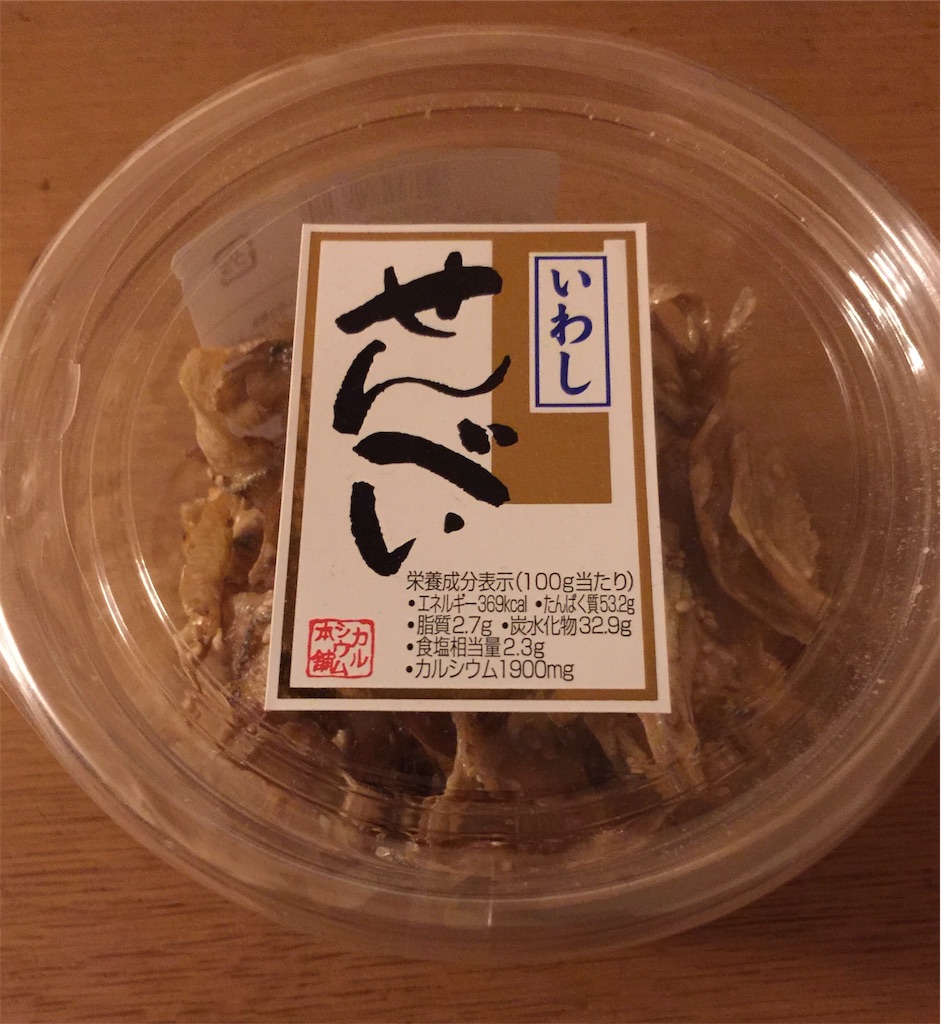 いわし
せんべい
栄養成分表示(100g当たり)
・エネルギー369kcal ・たんぱく質53.2g
・脂質2.7g ・炭水化物32.9g
・食塩相当量2.3g
・カルシウム1900mg
カル
シウム
本舗